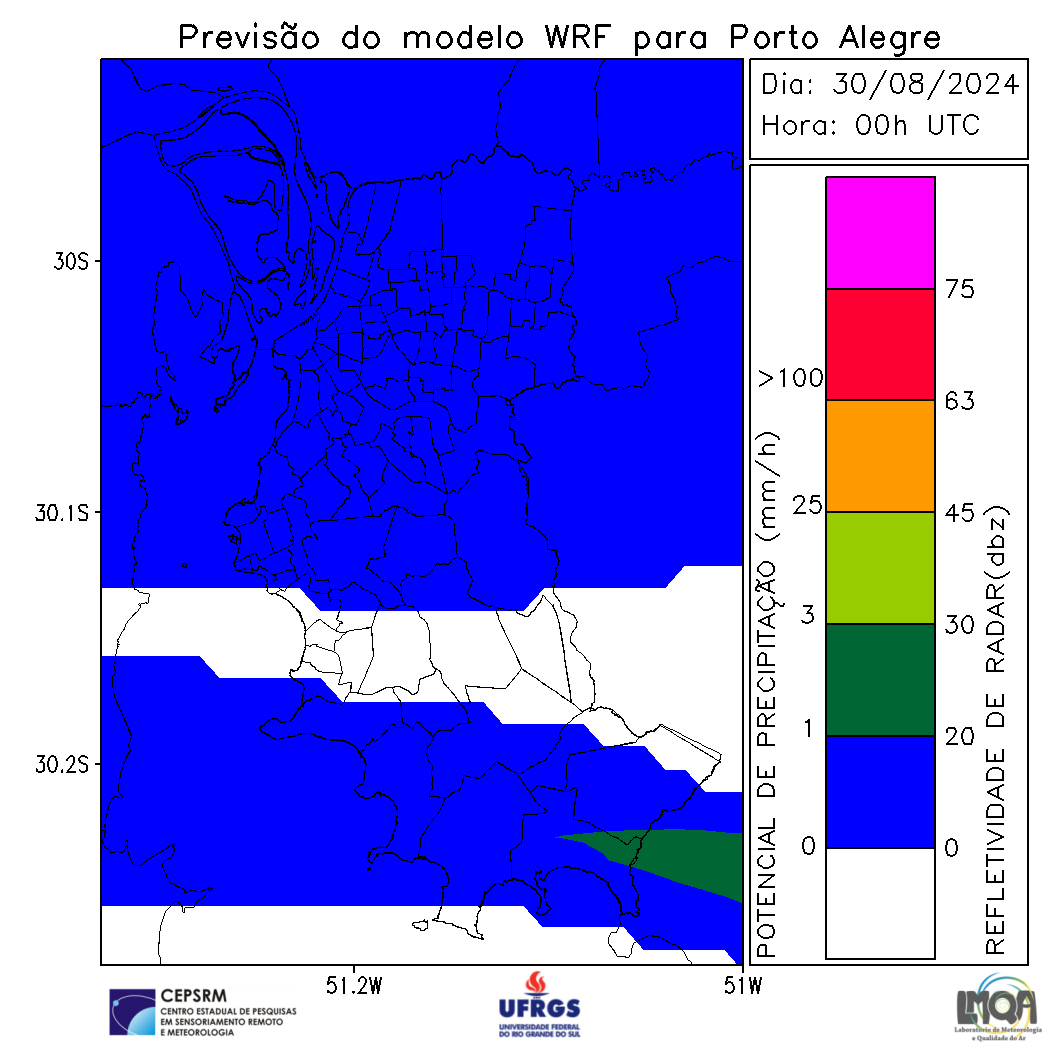 Previsão do modelo WRF para Porto Alegre
Dia: 30/08/2024
Hora: 00h UTC
30S
30.1S
30.2S
51.2W
51W
POTENCIAL DE PRECIPITAÇÃO (mm/h)
>100
25
3
1
0
75
63
45
30
20
0
REFLETIVIDADE DE RADAR(dbz)
CEPSRM
CENTRO ESTADUAL DE PESQUISAS
EM SENSORIAMENTO REMOTO
E METEOROLOGIA
UFRGS
UNIVERSIDADE FEDERAL
DO RIO GRANDE DO SUL
LMQA
Laboratório de Meteorologia
e Qualidade do Ar